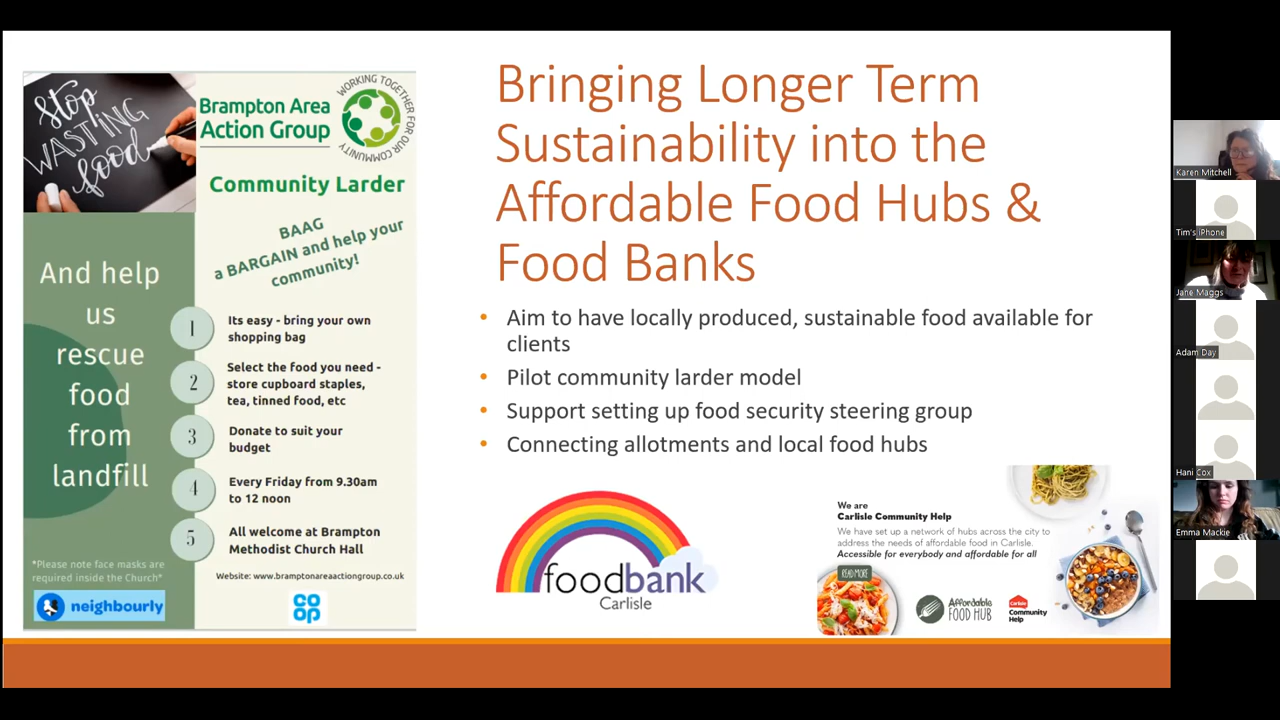 Stop
WASTING
food
Brampton Area
Action Group
WORKING TOGETHER
FOR OUR COMMUNITY
Community Larder
BAAG
a BARGAIN and help your
community!
And help
us
rescue
food
from
landfill
1
Its easy - bring your own
shopping bag
2
Select the food you need -
store cupboard staples,
tea, tinned food, etc
3
Donate to suit your
budget
4
Every Friday from 9.30am
to 12 noon
5
All welcome at Brampton
Methodist Church Hall
*Please note face masks are
required inside the Church*
Website: www.bramptonareaactiongroup.co.uk
neighbourly
CO
OP
Bringing Longer Term
Sustainability into the
Affordable Food Hubs &
Food Banks
• Aim to have locally produced, sustainable food available for
clients
• Pilot community larder model
• Support setting up food security steering group
• Connecting allotments and local food hubs
foodbank
Carlisle
We are
Carlisle Community Help
We have set up a network of hubs across the city to
address the needs of affordable food in Carlisle.
Accessible for everybody and affordable for all
READ MORE
Affordable
FOOD HUB
Carlisle
Community
Help
Karen Mitchell
Tim's iPhone
Jane Maggs
Adam Day
Hani Cox
Emma Mackie